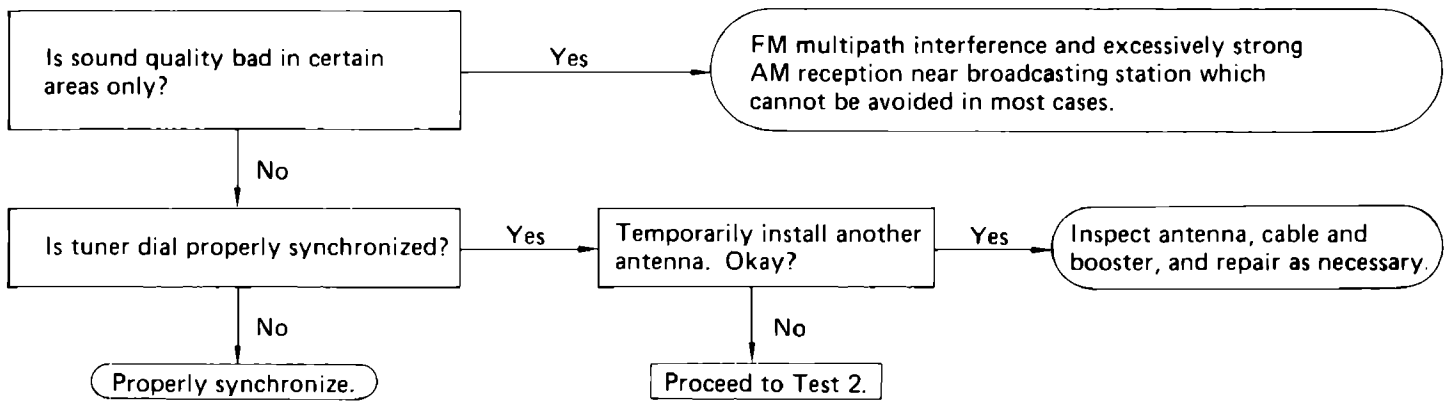 Is sound quality bad in certain
areas only?
Yes
FM multipath interference and excessively strong
AM reception near broadcasting station which
cannot be avoided in most cases.
No
Is tuner dial properly synchronized?
Yes
Temporarily install another
antenna. Okay?
Yes
Inspect antenna, cable and
booster, and repair as necessary.
No
Properly synchronize.
No
Proceed to Test 2.